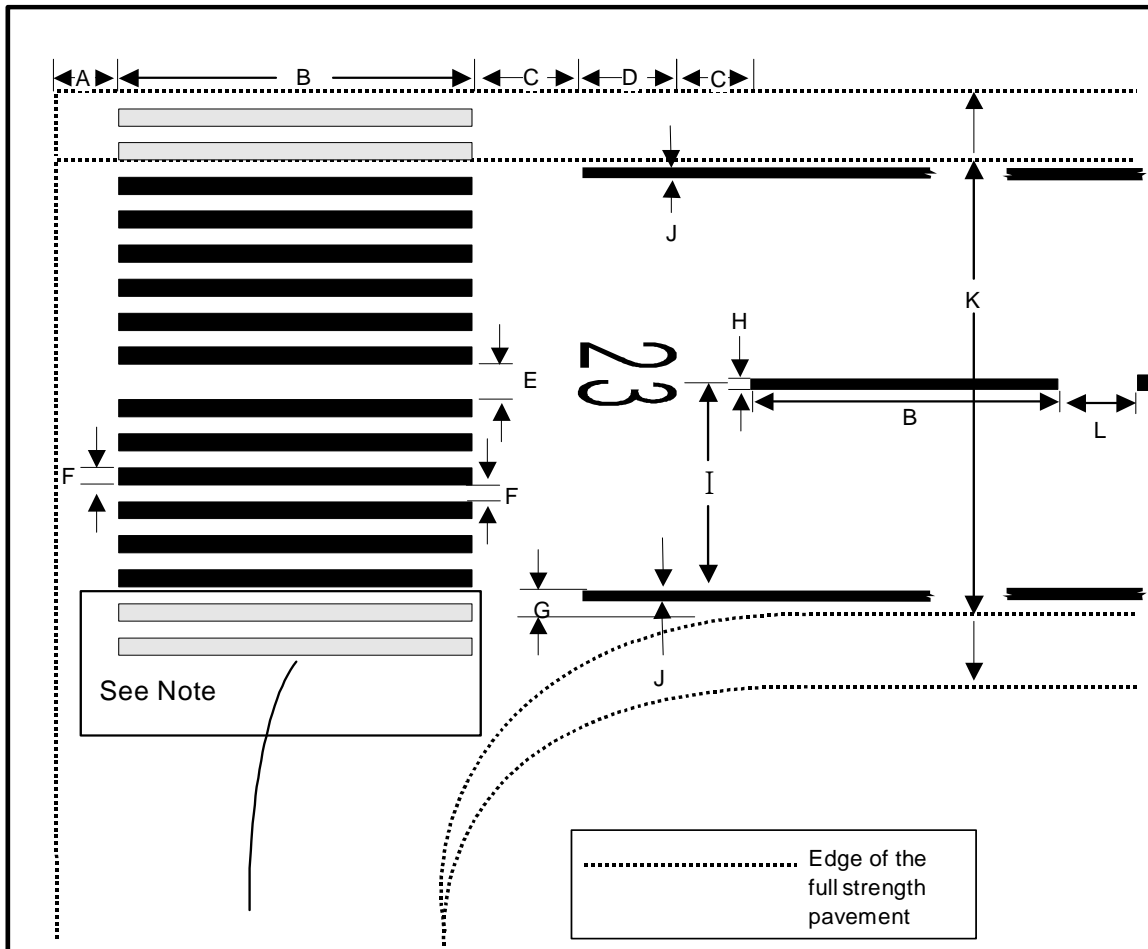 A
B
C
D
C
J
K
H
E
23
B
L
F
F
I
G
J
See Note
Edge of the
full strength
pavement